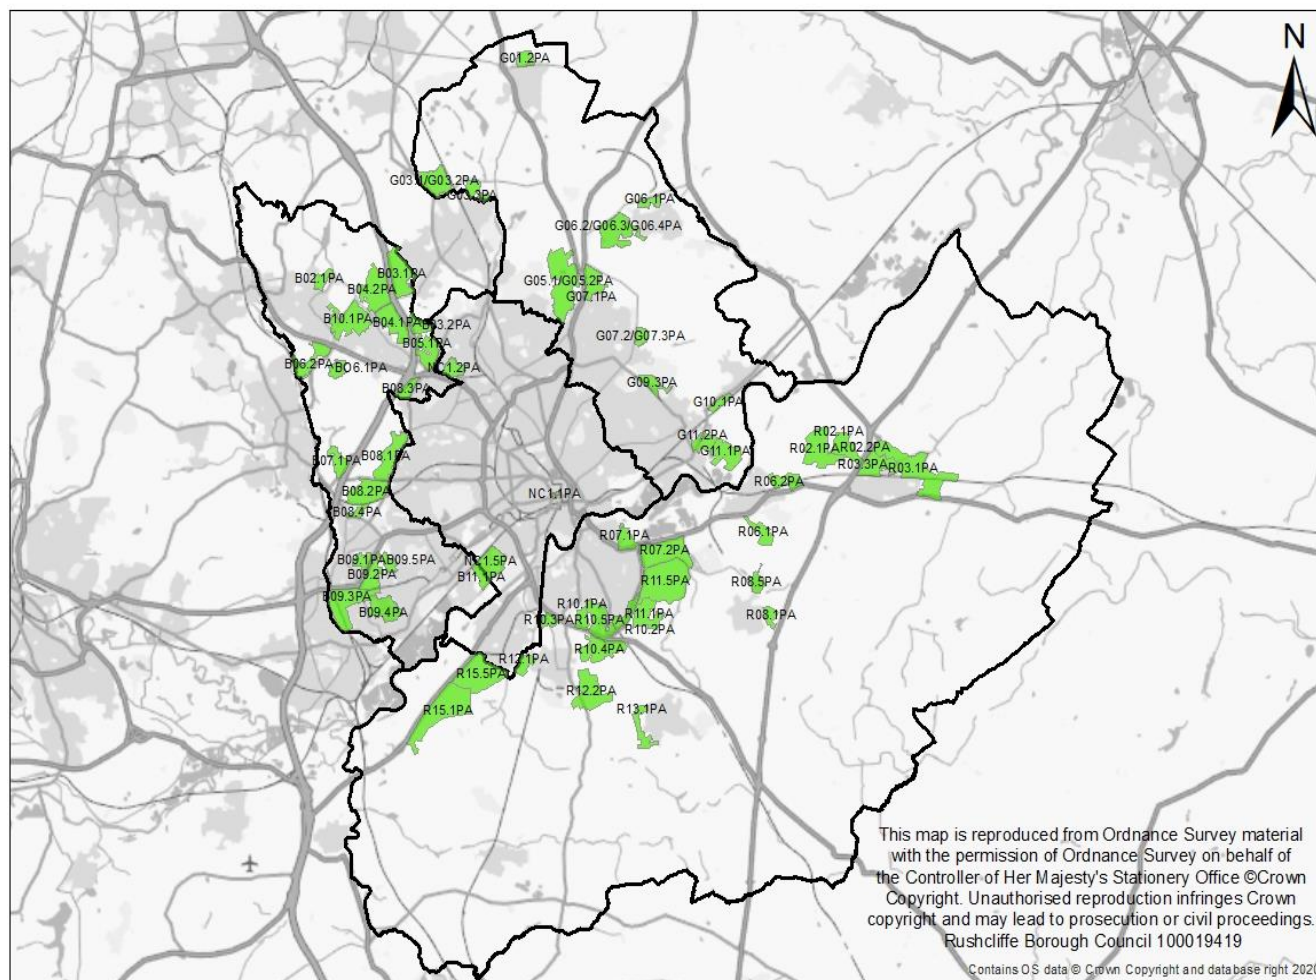 N
G01.2PA
G03.1/G03.2PA
G03.3PA
G06.1PA
G06.2/G06.3/G06.4PA
G05.1/G05.2PA
G07.1PA
B03.1PA
B02.1PA
B04.2PA
B10.1PA
B04.1PA
B03.2PA
B05.1PA
G07.2/G07.3PA
B06.2PA
BO6.1PA
NC1.2PA
B08.3PA
G09.3PA
G10.1PA
G11.2PA
G11.1PA
R02.1PA
R02.1PA
R02.2PA
R03.3PA
R03.1PA
B07.1PA
B08.1PA
B08.2PA
B08.4PA
NC1.1PA
R06.2PA
R06.1PA
R07.1PA
R07.2PA
B09.1PA
B09.5PA
NC1.5PA
B11.1PA
B09.2PA
B09.3PA
B09.4PA
R11.5PA
R08.5PA
R08.1PA
R10.1PA
R10.3PA
R10.5PA
R11.1PA
R10.2PA
R10.4PA
R12.1PA
R15.5PA
R12.2PA
R15.1PA
R13.1PA
This map is reproduced from Ordnance Survey material
with the permission of Ordnance Survey on behalf of
the Controller of Her Majesty's Stationery Office ©Crown
Copyright. Unauthorised reproduction infringes Crown
copyright and may lead to prosecution or civil proceedings.
Rushcliffe Borough Council 100019419
Contains OS data © Crown Copyright and database right